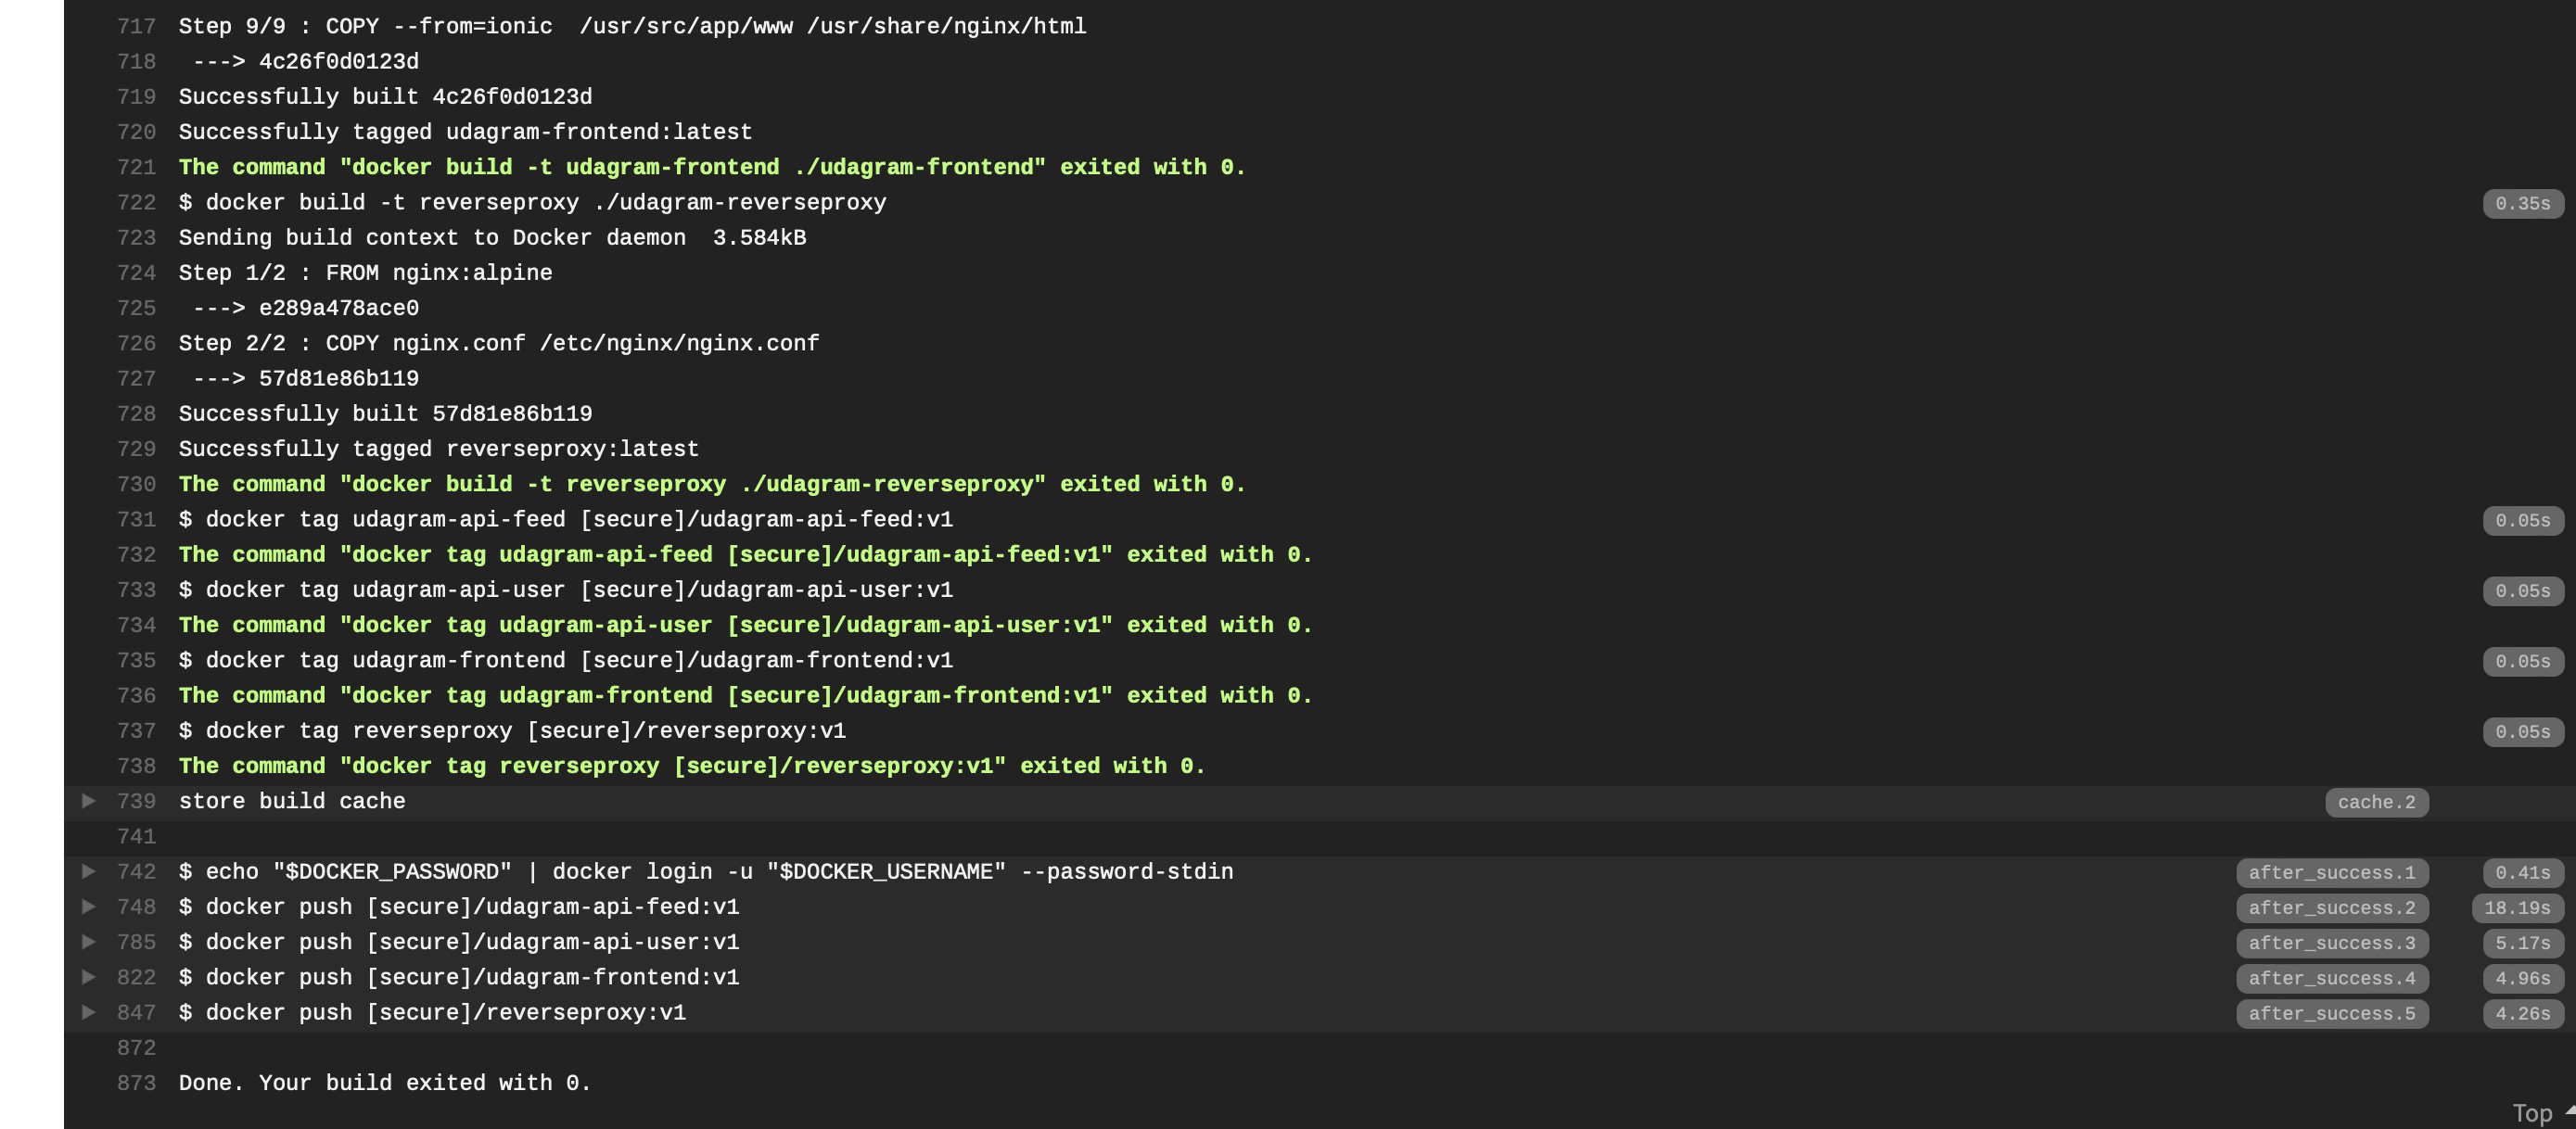 717 Step 9/9 : COPY --from=ionic  /usr/src/app/www /usr/share/nginx/html
718  ---> 4c26f0d0123d
719 Successfully built 4c26f0d0123d
720 Successfully tagged udagram-frontend:latest
721 The command "docker build -t udagram-frontend ./udagram-frontend" exited with 0.
722 $ docker build -t reverseproxy ./udagram-reverseproxy 0.35s
723 Sending build context to Docker daemon  3.584kB
724 Step 1/2 : FROM nginx:alpine
725  ---> e289a478ace0
726 Step 2/2 : COPY nginx.conf /etc/nginx/nginx.conf
727  ---> 57d81e86b119
728 Successfully built 57d81e86b119
729 Successfully tagged reverseproxy:latest
730 The command "docker build -t reverseproxy ./udagram-reverseproxy" exited with 0.
731 $ docker tag udagram-api-feed [secure]/udagram-api-feed:v1 0.05s
732 The command "docker tag udagram-api-feed [secure]/udagram-api-feed:v1" exited with 0.
733 $ docker tag udagram-api-user [secure]/udagram-api-user:v1 0.05s
734 The command "docker tag udagram-api-user [secure]/udagram-api-user:v1" exited with 0.
735 $ docker tag udagram-frontend [secure]/udagram-frontend:v1 0.05s
736 The command "docker tag udagram-frontend [secure]/udagram-frontend:v1" exited with 0.
737 $ docker tag reverseproxy [secure]/reverseproxy:v1 0.05s
738 The command "docker tag reverseproxy [secure]/reverseproxy:v1" exited with 0.
739 store build cache cache.2
741
742 $ echo "$DOCKER_PASSWORD" | docker login -u "$DOCKER_USERNAME" --password-stdin after_success.1 0.41s
748 $ docker push [secure]/udagram-api-feed:v1 after_success.2 18.19s
785 $ docker push [secure]/udagram-api-user:v1 after_success.3 5.17s
822 $ docker push [secure]/udagram-frontend:v1 after_success.4 4.96s
847 $ docker push [secure]/reverseproxy:v1 after_success.5 4.26s
872
873 Done. Your build exited with 0.
Top